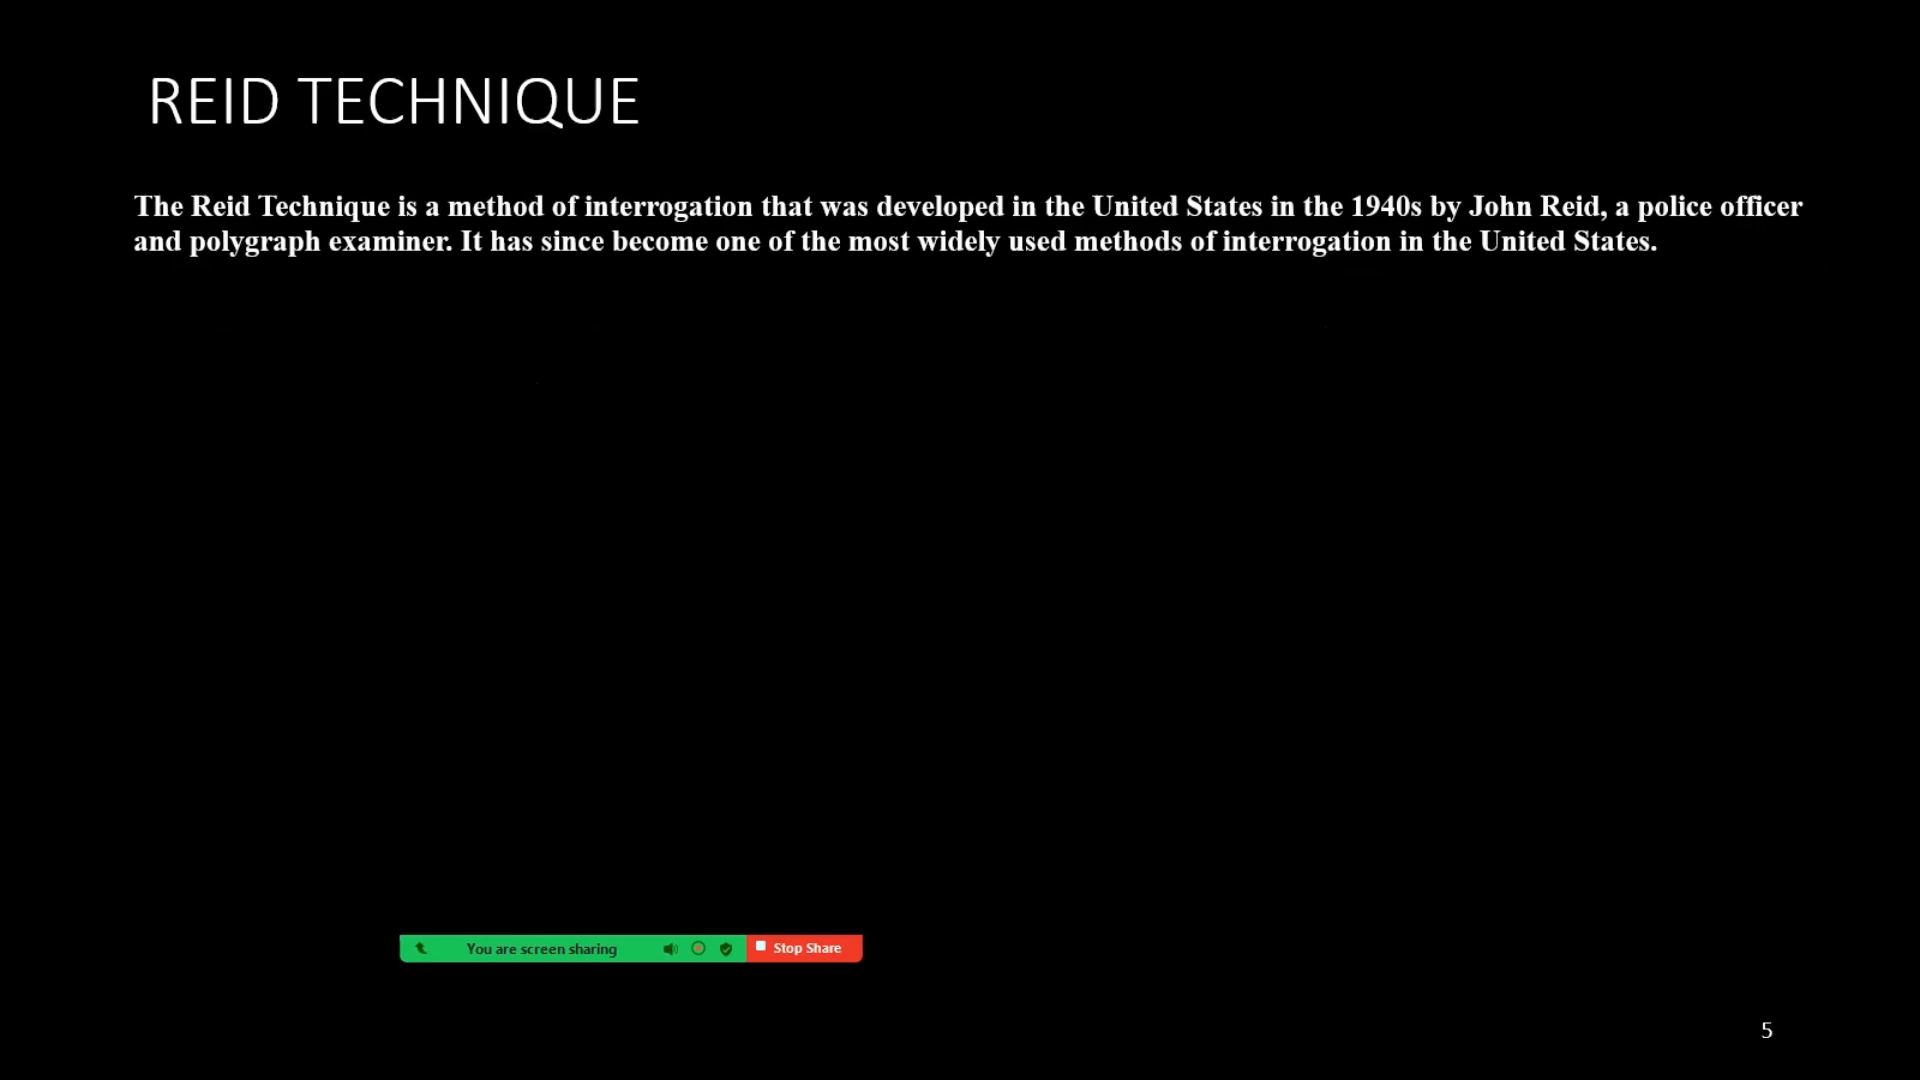 REID TECHNIQUE
The Reid Technique is a method of interrogation that was developed in the United States in the 1940s by John Reid, a police officer
and polygraph examiner. It has since become one of the most widely used methods of interrogation in the United States.
You are screen sharing Stop Share
5